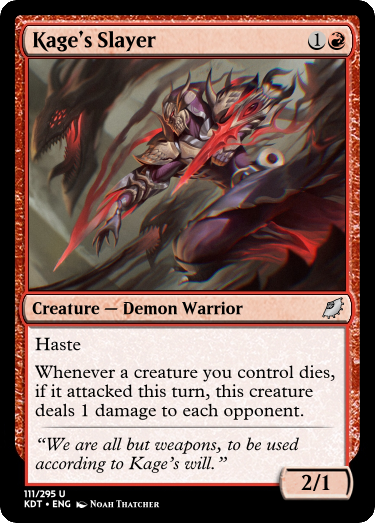 Kage's Slayer 1
Creature — Demon Warrior
Haste
Whenever a creature you control dies,
if it attacked this turn, this creature
deals 1 damage to each opponent.
“We are all but weapons, to be used
according to Kage's will.”
2/1
111/295 U
KDT • ENG Noah Thatcher